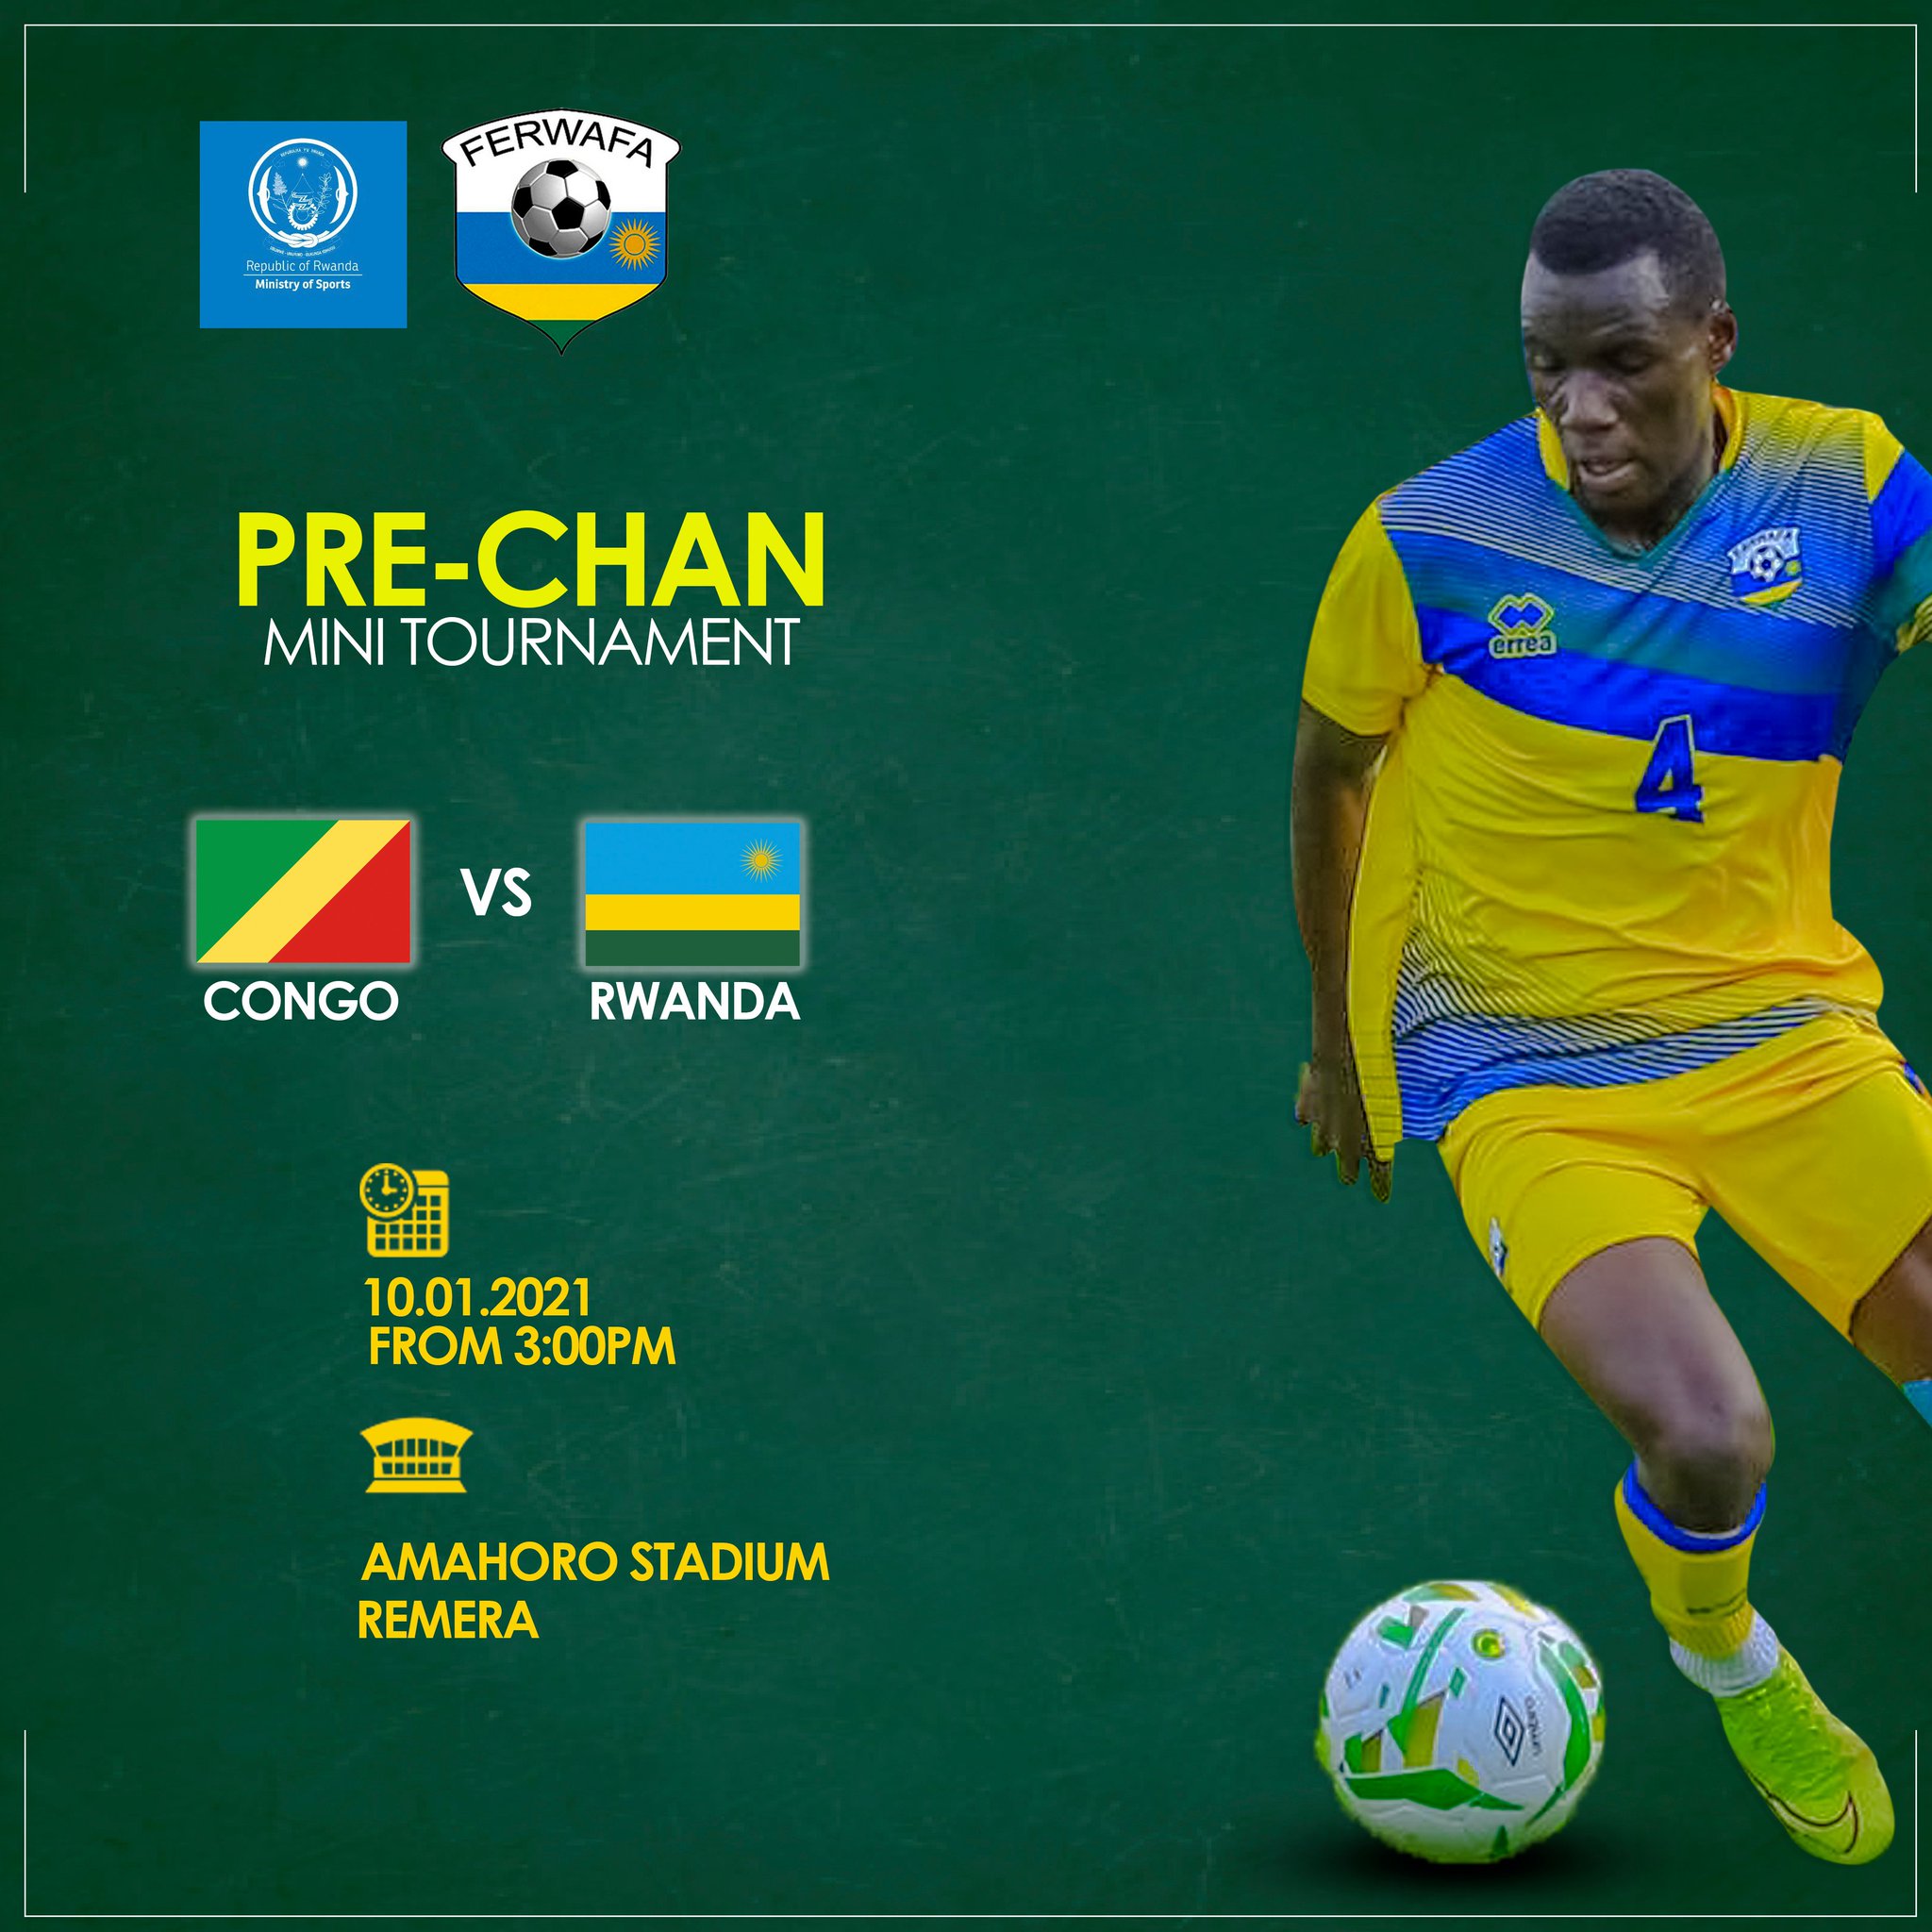 Republic of Rwanda
Ministry of Sports
FERWAFA
PRE-CHAN
MINI TOURNAMENT
CONGO
VS
RWANDA
errea
4
10.01.2021
FROM 3:00PM
AMAHORO STADIUM
REMERA
umbro